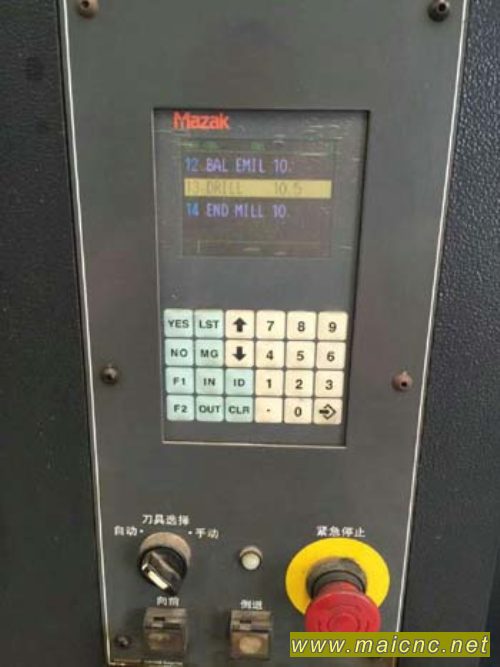 Mazak
12 BAL EMIL 10.
13 DRILL 10.5
14 END MILL 10.
YES LST 7 8 9
NO MG 4 5 6
F1 IN ID 1 2 3
F2 OUT CLR · 0
刀具选择
自动 手动
紧急停止
向前
倒退
www.maicnc.net